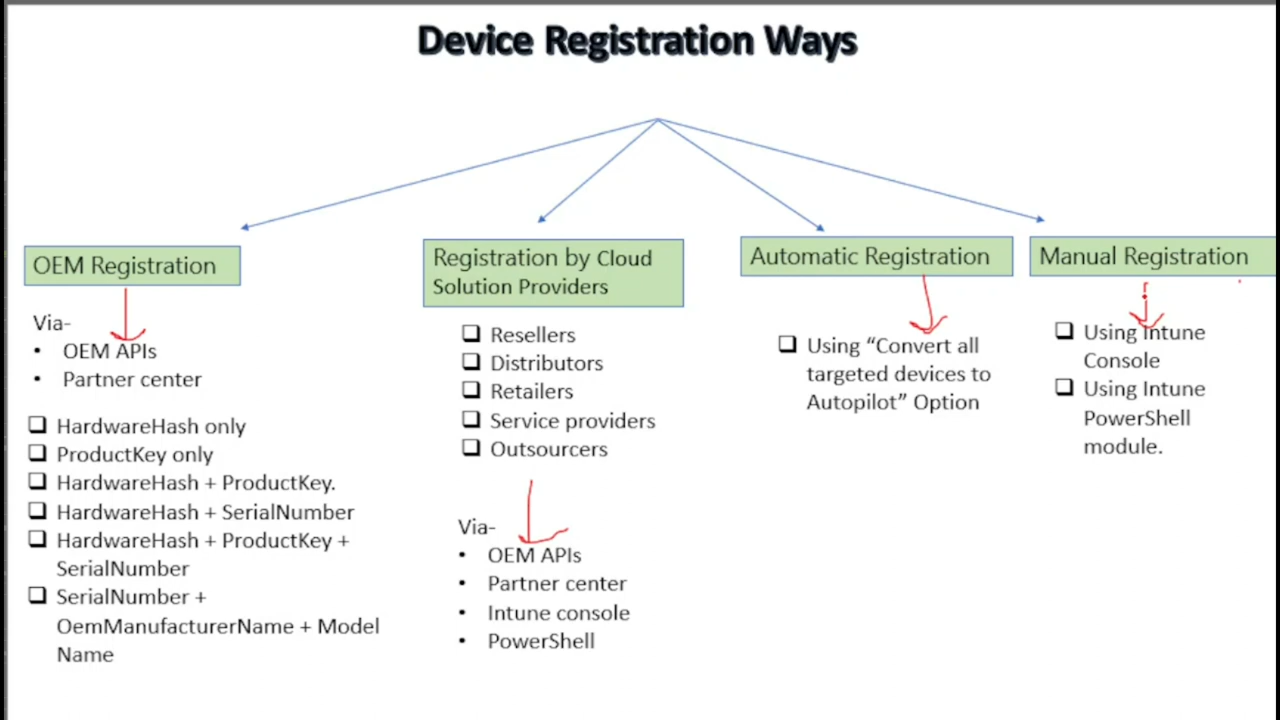 Device Registration Ways
OEM Registration
Via-
• OEM APIs
• Partner center
❑ HardwareHash only
❑ ProductKey only
❑ HardwareHash + ProductKey.
❑ HardwareHash + SerialNumber
❑ HardwareHash + ProductKey +
SerialNumber
❑ SerialNumber +
OemManufacturerName + Model
Name
Registration by Cloud
Solution Providers
❑ Resellers
❑ Distributors
❑ Retailers
❑ Service providers
❑ Outsourcers
Via-
• OEM APIs
• Partner center
• Intune console
• PowerShell
Automatic Registration
❑ Using “Convert all
targeted devices to
Autopilot” Option
Manual Registration
❑ Using Intune
Console
❑ Using Intune
PowerShell
module.